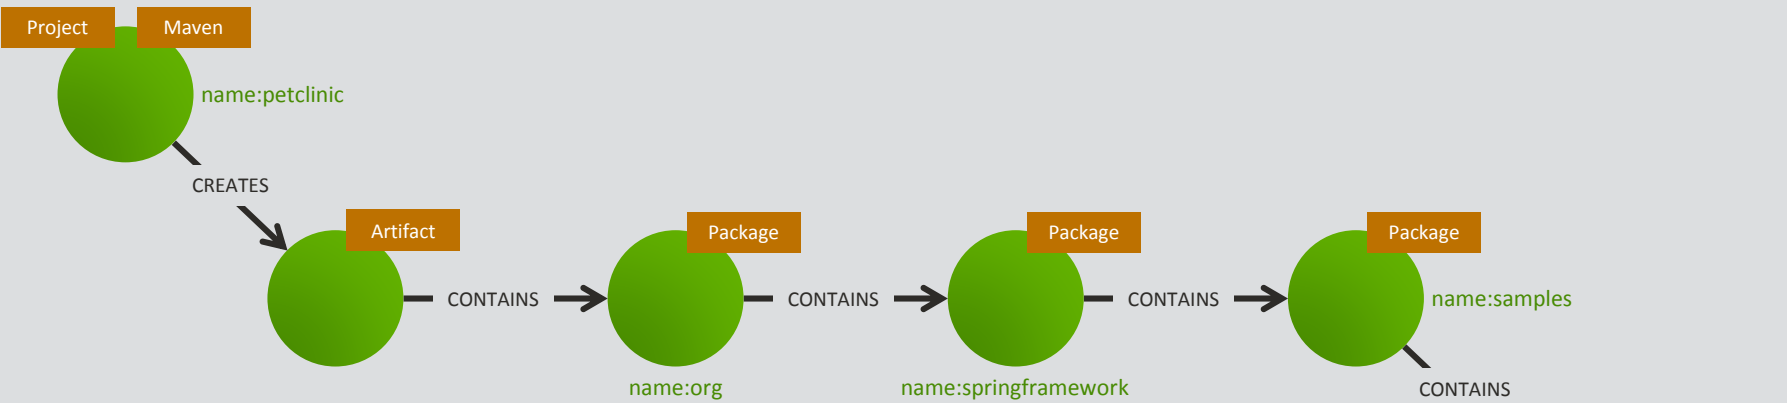 Project
Maven
name:petclinic
CREATES
Artifact
Package
Package
Package
CONTAINS
CONTAINS
CONTAINS
name:samples
name:org
name:springframework
CONTAINS